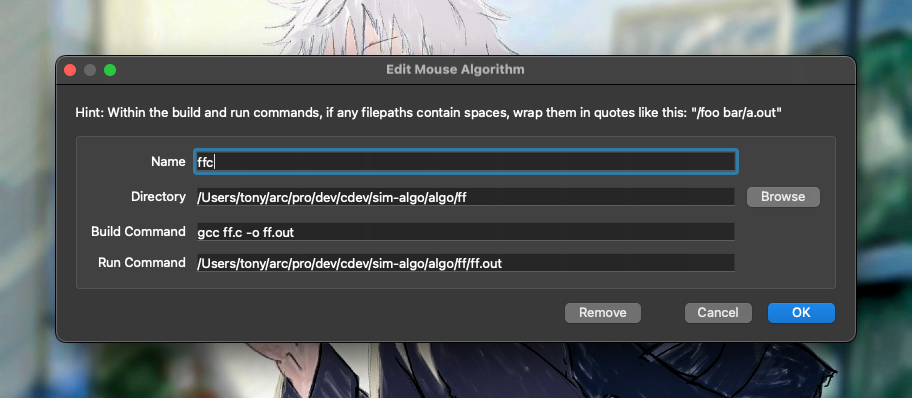 Edit Mouse Algorithm
Hint: Within the build and run commands, if any filepaths contain spaces, wrap them in quotes like this: "/foo bar/a.out"
Name ffc
Directory /Users/tony/arc/pro/dev/cdev/sim-algo/algo/ff Browse
Build Command gcc ff.c -o ff.out
Run Command /Users/tony/arc/pro/dev/cdev/sim-algo/algo/ff/ff.out
Remove Cancel OK